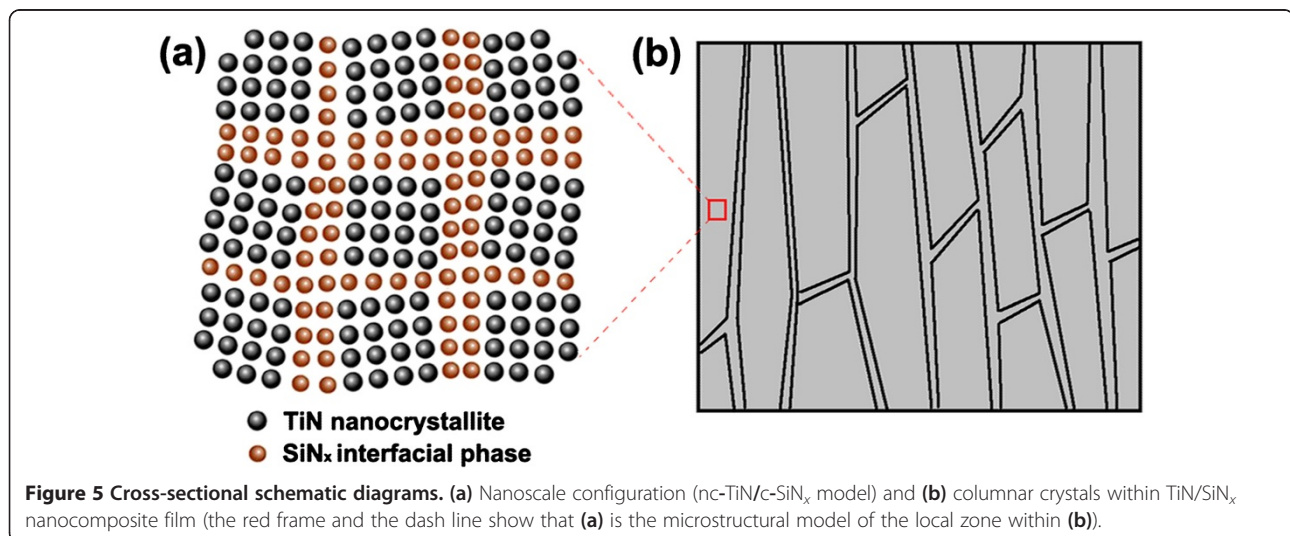 (a)
(b)
TiN nanocrystallite
SiNx interfacial phase
Figure 5 Cross-sectional schematic diagrams. (a) Nanoscale configuration (nc-TiN/c-SiNx model) and (b) columnar crystals within TiN/SiNx
nanocomposite film (the red frame and the dash line show that (a) is the microstructural model of the local zone within (b)).